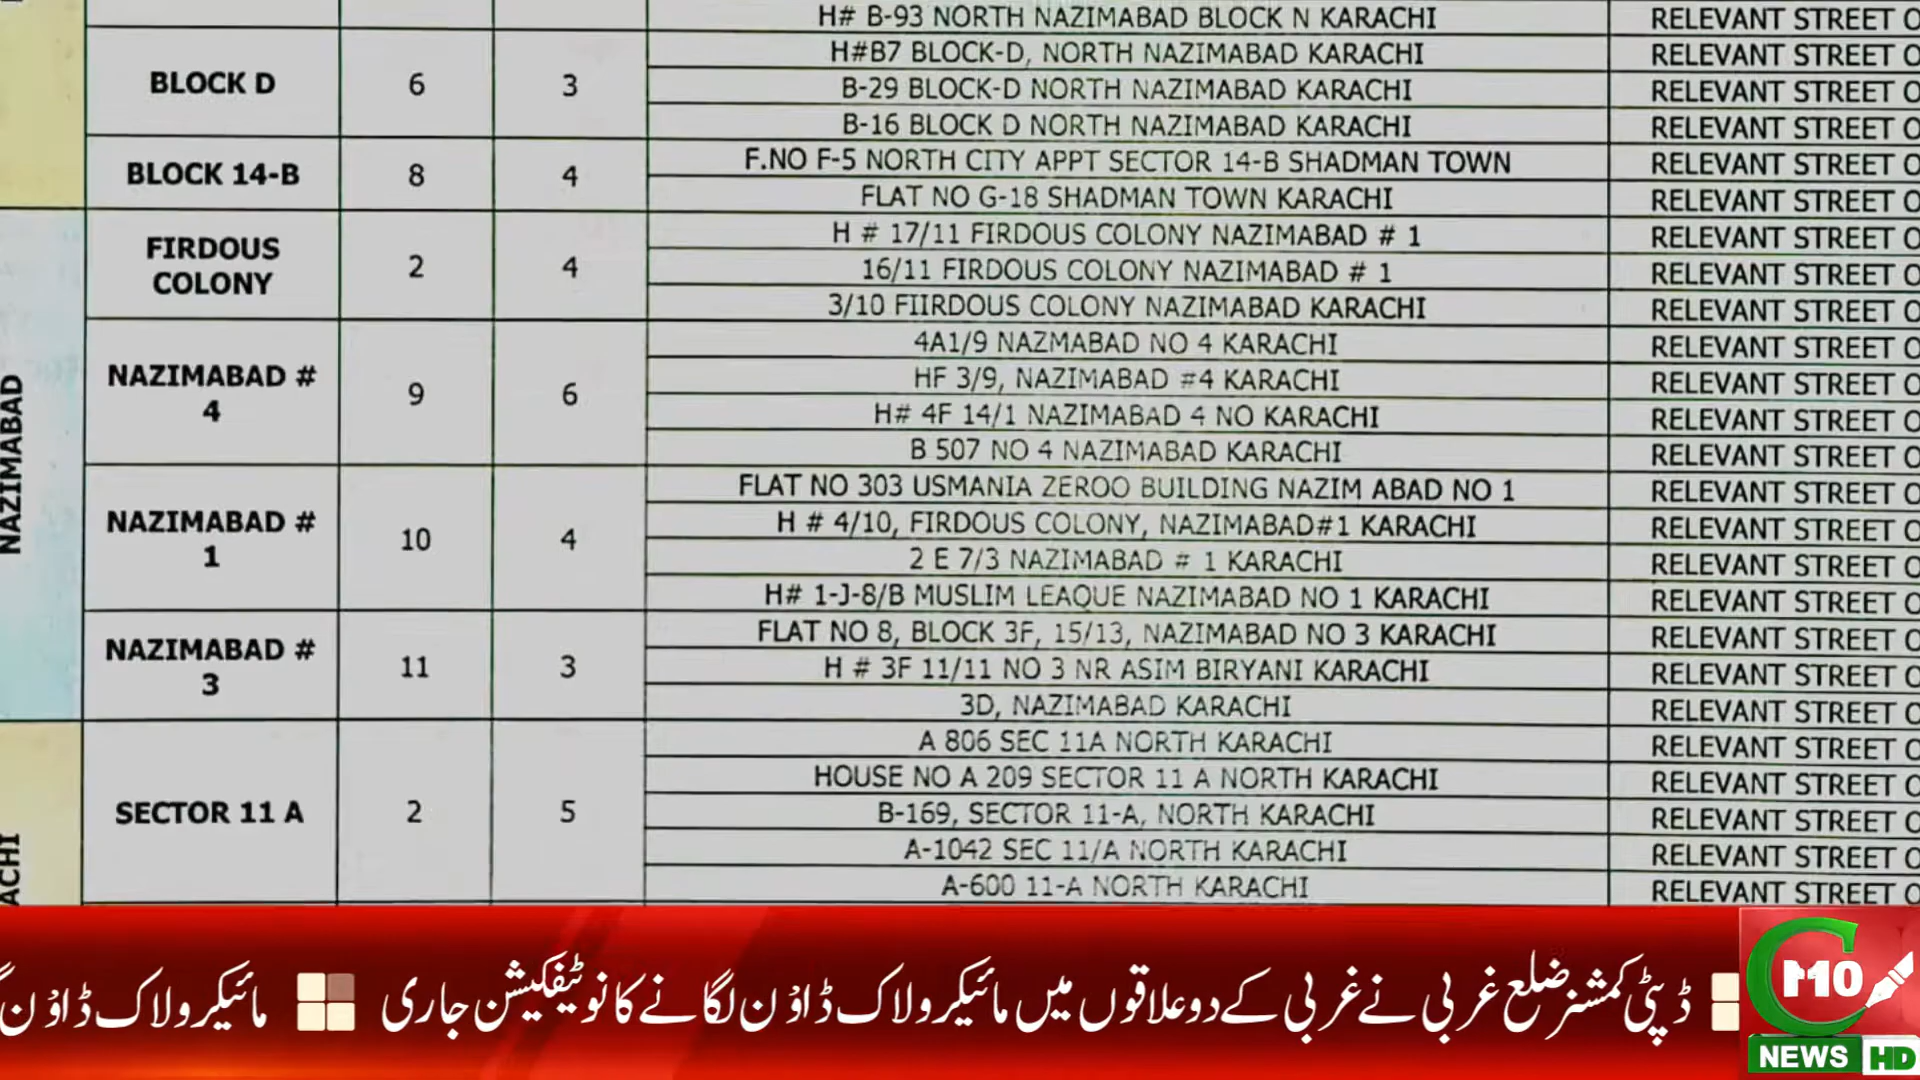 H# B-93 NORTH NAZIMABAD BLOCK N KARACHI RELEVANT STREET O
BLOCK D 6 3
H#B7 BLOCK-D, NORTH NAZIMABAD KARACHI RELEVANT STREET O
B-29 BLOCK-D NORTH NAZIMABAD KARACHI RELEVANT STREET O
B-16 BLOCK D NORTH NAZIMABAD KARACHI RELEVANT STREET O
BLOCK 14-B 8 4
F.NO F-5 NORTH CITY APPT SECTOR 14-B SHADMAN TOWN RELEVANT STREET O
FLAT NO G-18 SHADMAN TOWN KARACHI RELEVANT STREET O
NAZIMABAD
FIRDOUS
COLONY 2 4
H # 17/11 FIRDOUS COLONY NAZIMABAD # 1 RELEVANT STREET O
16/11 FIRDOUS COLONY NAZIMABAD # 1 RELEVANT STREET O
3/10 FIIRDOUS COLONY NAZIMABAD KARACHI RELEVANT STREET O
NAZIMABAD #
4 9 6
4A1/9 NAZMABAD NO 4 KARACHI RELEVANT STREET O
HF 3/9, NAZIMABAD #4 KARACHI RELEVANT STREET O
H# 4F 14/1 NAZIMABAD 4 NO KARACHI RELEVANT STREET O
B 507 NO 4 NAZIMABAD KARACHI RELEVANT STREET O
NAZIMABAD #
1 10 4
FLAT NO 303 USMANIA ZEROO BUILDING NAZIM ABAD NO 1 RELEVANT STREET O
H # 4/10, FIRDOUS COLONY, NAZIMABAD#1 KARACHI RELEVANT STREET O
2 E 7/3 NAZIMABAD # 1 KARACHI RELEVANT STREET O
H# 1-J-8/B MUSLIM LEAQUE NAZIMABAD NO 1 KARACHI RELEVANT STREET O
NAZIMABAD #
3 11 3
FLAT NO 8, BLOCK 3F, 15/13, NAZIMABAD NO 3 KARACHI RELEVANT STREET O
H # 3F 11/11 NO 3 NR ASIM BIRYANI KARACHI RELEVANT STREET O
3D, NAZIMABAD KARACHI RELEVANT STREET O
ACHI
SECTOR 11 A 2 5
A 806 SEC 11A NORTH KARACHI RELEVANT STREET O
HOUSE NO A 209 SECTOR 11 A NORTH KARACHI RELEVANT STREET O
B-169, SECTOR 11-A, NORTH KARACHI RELEVANT STREET O
A-1042 SEC 11/A NORTH KARACHI RELEVANT STREET O
A-600 11-A NORTH KARACHI RELEVANT STREET O
ڈپٹی کمشنر ضلع غربی نے غربی کے دو علاقوں میں مائیکرو لاک ڈاؤن لگانے کا نوٹیفکیشن جاری مائیکرو لاک ڈاؤن
C M10
NEWS HD